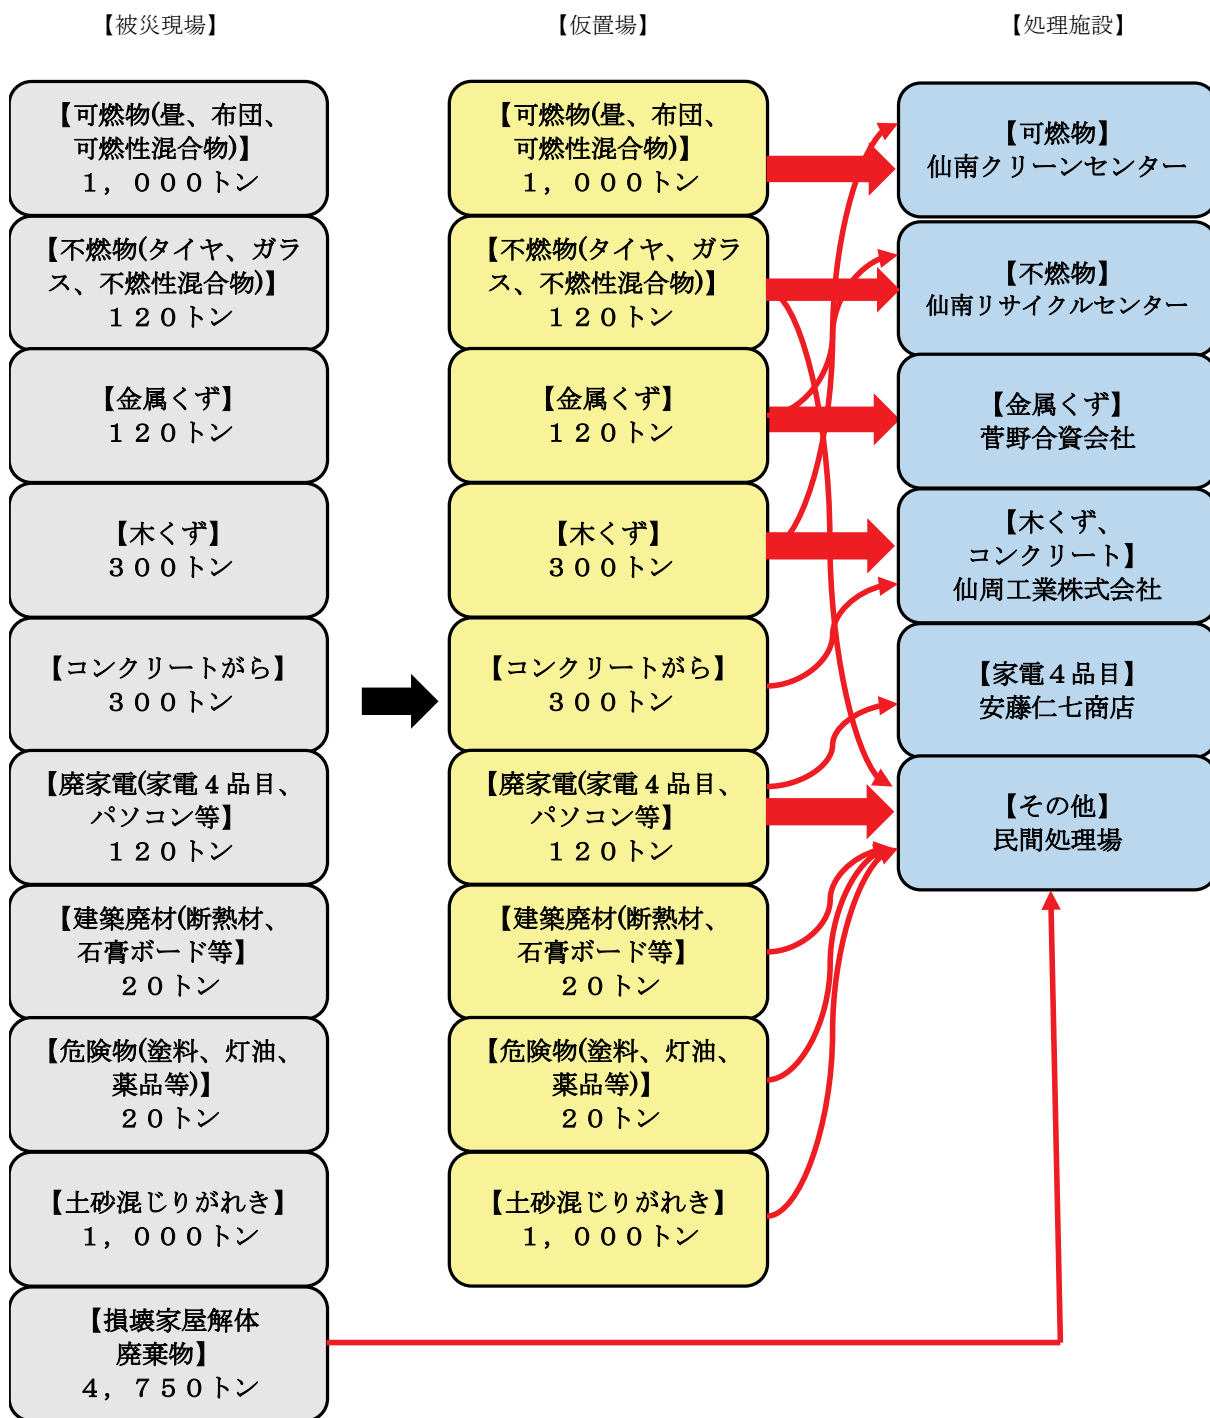 【被災現場】
【可燃物(畳、布団、
可燃性混合物)】
１，０００トン
【不燃物(タイヤ、ガラ
ス、不燃性混合物)】
１２０トン
【金属くず】
１２０トン
【木くず】
３００トン
【コンクリートがら】
３００トン
【廃家電(家電４品目、
パソコン等】
１２０トン
【建築廃材(断熱材、
石膏ボード等】
２０トン
【危険物(塗料、灯油、
薬品等)】
２０トン
【土砂混じりがれき】
１，０００トン
【損壊家屋解体
廃棄物】
４，７５０トン
【仮置場】
【可燃物(畳、布団、
可燃性混合物)】
１，０００トン
【不燃物(タイヤ、ガラ
ス、不燃性混合物)】
１２０トン
【金属くず】
１２０トン
【木くず】
３００トン
【コンクリートがら】
３００トン
【廃家電(家電４品目、
パソコン等】
１２０トン
【建築廃材(断熱材、
石膏ボード等】
２０トン
【危険物(塗料、灯油、
薬品等)】
２０トン
【土砂混じりがれき】
１，０００トン
【処理施設】
【可燃物】
仙南クリーンセンター
【不燃物】
仙南リサイクルセンター
【金属くず】
菅野合資会社
【木くず、
コンクリート】
仙周工業株式会社
【家電４品目】
安藤仁七商店
【その他】
民間処理場